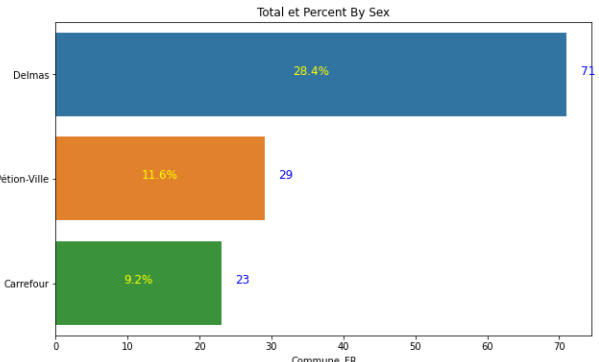 Total et Percent By Sex
Delmas 28.4% 71
étion-Ville 11.6% 29
Carrefour 9.2% 23
0 10 20 30 40 50 60 70
Commune_FR